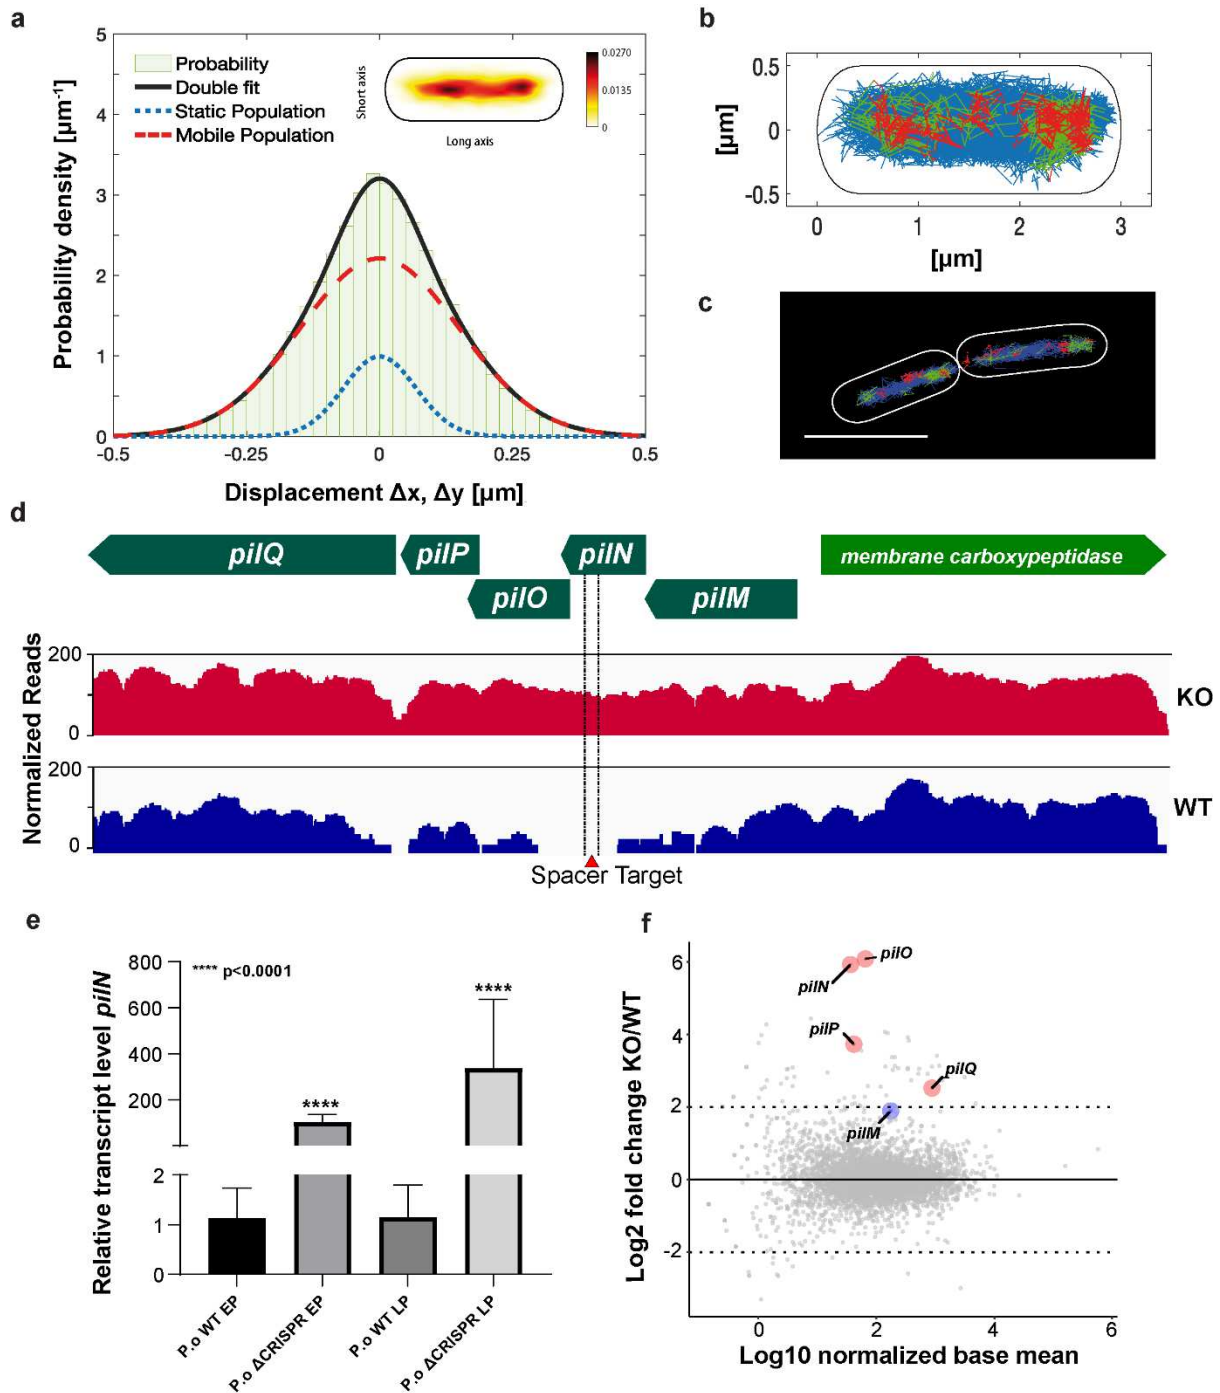 a
5
4
3
2
1
0
Probability density [µm⁻¹]
Probability
Double fit
Static Population
Mobile Population
Short axis
Long axis
0.0270
0.0135
0
-0.5
-0.25
0
0.25
0.5
Displacement Δx, Δy [µm]
b
0.5
0
-0.5
[µm]
0
1
2
3
[µm]
c
d
pilQ
pilP
pilN
membrane carboxypeptidase
pilO
pilM
Normalized Reads
200
0
KO
200
0
WT
Spacer Target
e
Relative transcript level pilN
800
600
400
200
2
1
0
**** p<0.0001
****
****
P.o WT EP
P.o ΔCRISPR EP
P.o WT LP
P.o ΔCRISPR LP
f
Log2 fold change KO/WT
6
4
2
0
-2
pilO
pilN
pilP
pilQ
pilM
0
2
4
6
Log10 normalized base mean